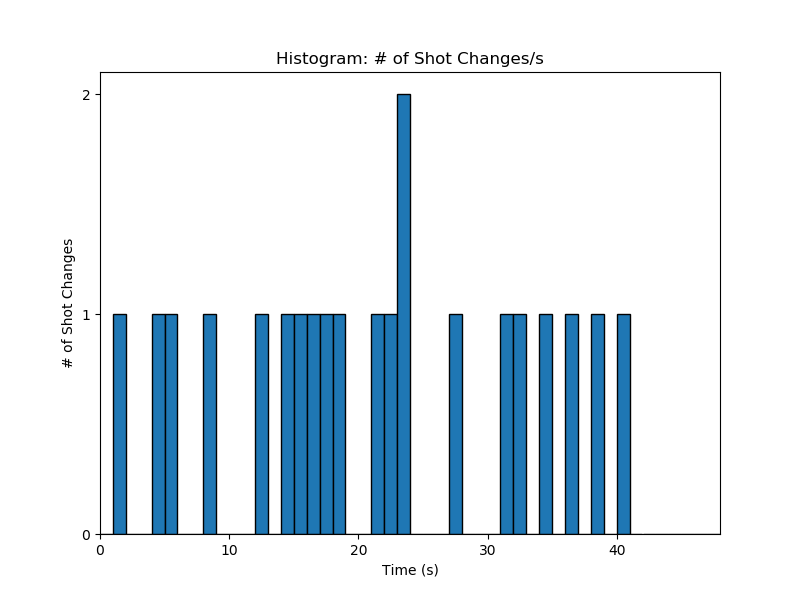 Histogram: # of Shot Changes/s
2
1
0
# of Shot Changes
0 10 20 30 40
Time (s)